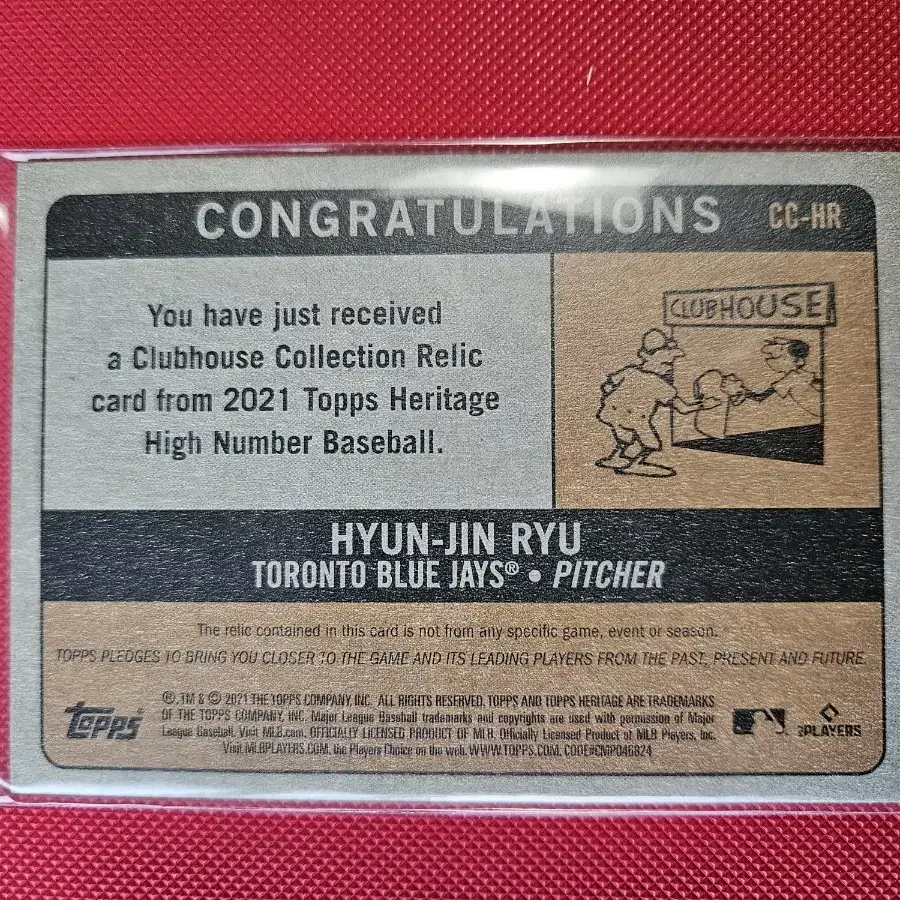 CONGRATULATIONS CC-HR
You have just received
a Clubhouse Collection Relic
card from 2021 Topps Heritage
High Number Baseball.
CLUBHOUSE
HYUN-JIN RYU
TORONTO BLUE JAYS® • PITCHER
The relic contained in this card is not from any specific game, event or season.
TOPPS PLEDGES TO BRING YOU CLOSER TO THE GAME AND ITS LEADING PLAYERS FROM THE PAST, PRESENT AND FUTURE.
®, TM & © 2021 THE TOPPS COMPANY, INC. ALL RIGHTS RESERVED. TOPPS AND TOPPS HERITAGE ARE TRADEMARKS
OF THE TOPPS COMPANY, INC. Major League Baseball trademarks and copyrights are used with permission of Major
League Baseball. Visit MLB.com. OFFICIALLY LICENSED PRODUCT OF MLB Players, Inc.
Visit MLBPLAYERS.COM, the Players Choice on the web. WWW.TOPPS.COM. CODE#CMP046824
Topps
PLAYERS